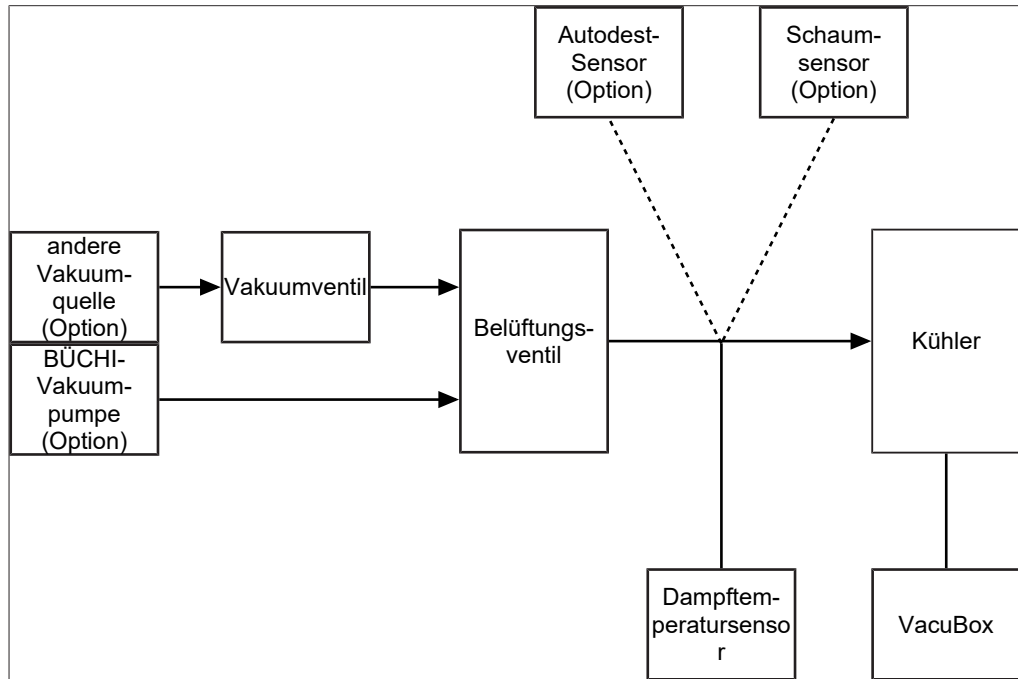 Autodest-
Sensor
(Option)
Schaum-
sensor
(Option)
andere
Vakuum-
quelle
(Option)
Vakuumventil
BÜCHI-
Vakuum-
pumpe
(Option)
Belüftungs-
ventil
Kühler
Dampftem-
peratursenso
r
VacuBox